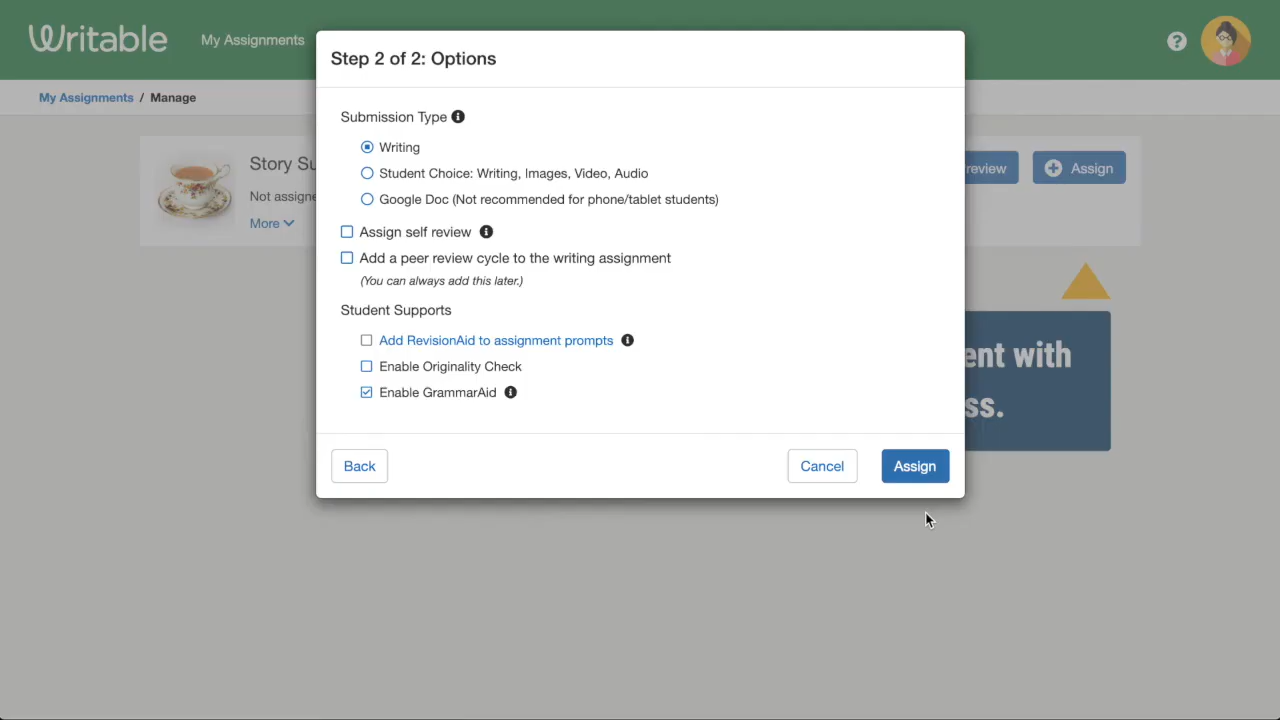 Writable
My Assignments
?
My Assignments / Manage
Step 2 of 2: Options
Submission Type
Writing
Student Choice: Writing, Images, Video, Audio
Google Doc (Not recommended for phone/tablet students)
Assign self review
Add a peer review cycle to the writing assignment
(You can always add this later.)
Student Supports
Add RevisionAid to assignment prompts
Enable Originality Check
Enable GrammarAid
Back
Cancel
Assign
Story Su
Not assigne
More
review
Assign
ent with
ss.